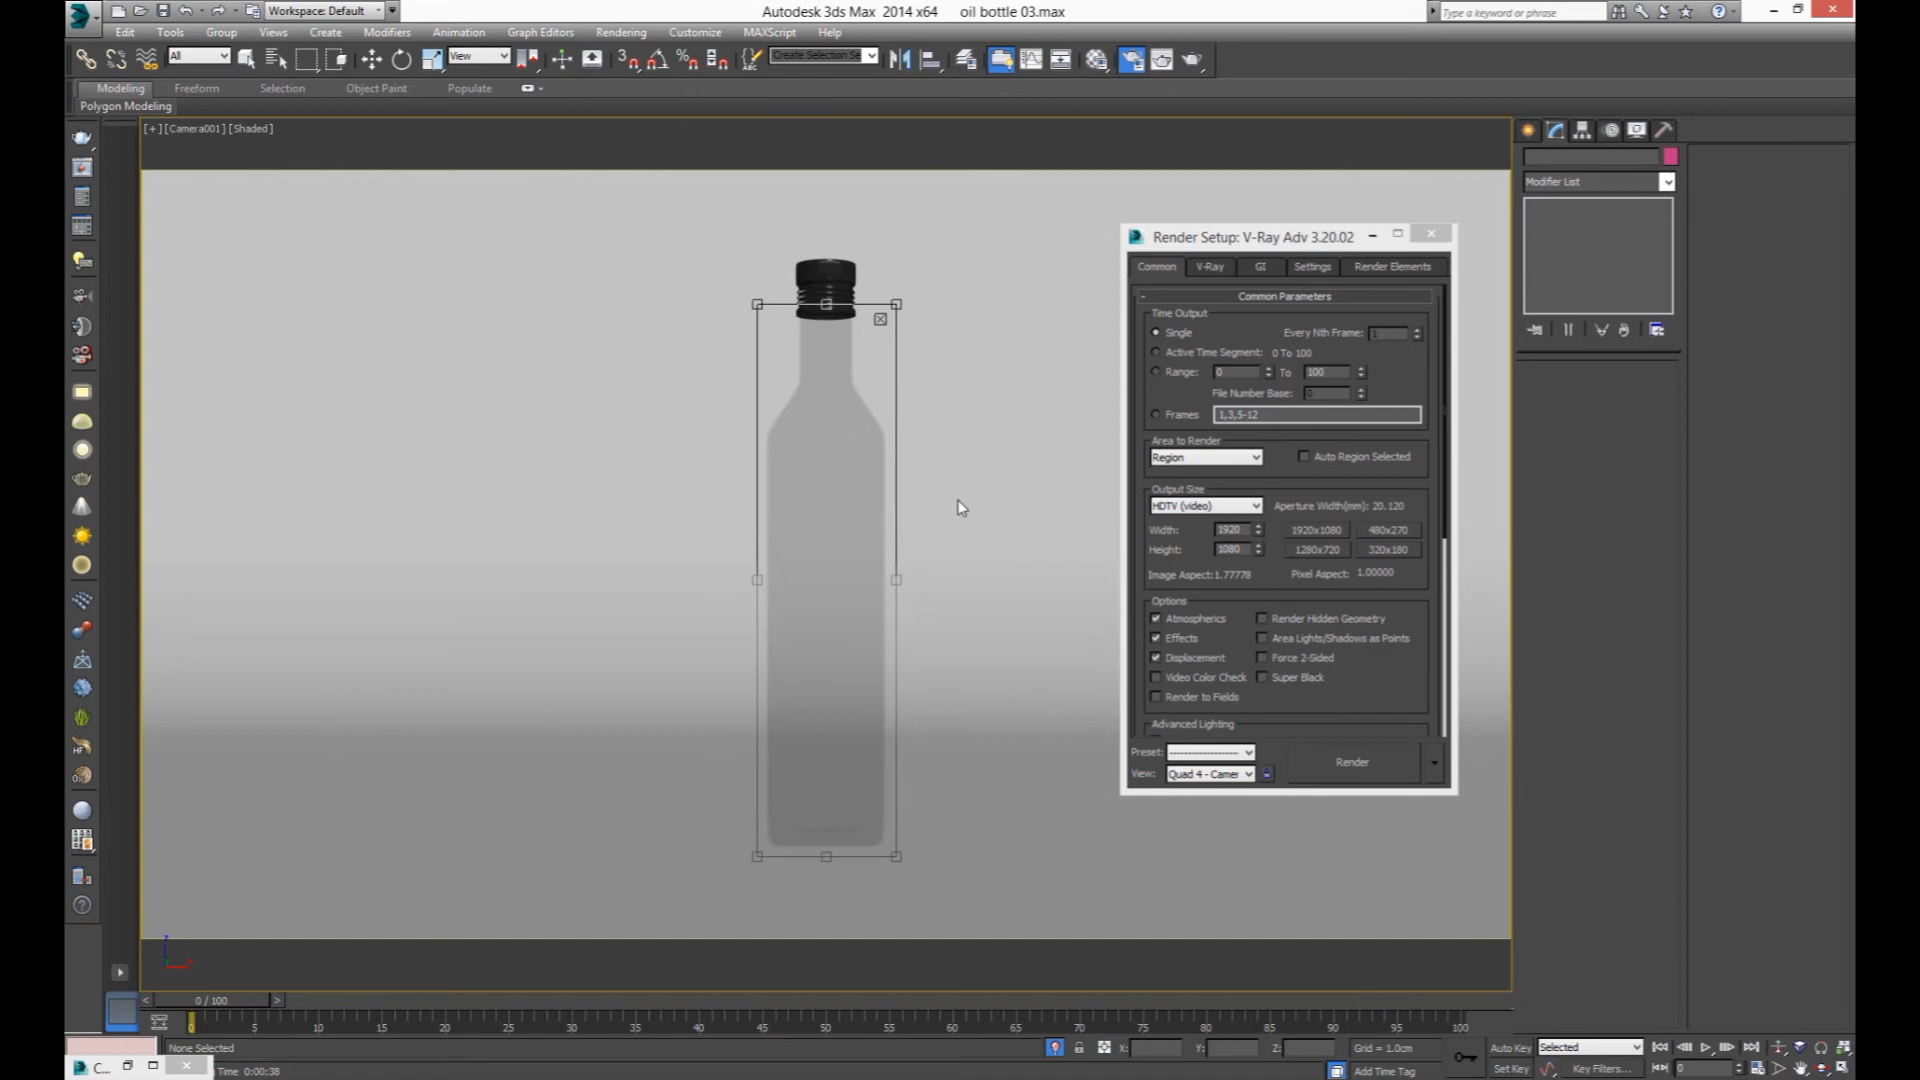 Workspace: Default
Autodesk 3ds Max 2014 x64 oil bottle 03.max
Type a keyword or phrase
Edit Tools Group Views Create Modifiers Animation Graph Editors Rendering Customize MAXScript Help
All View Create Selection Se
Modeling Freeform Selection Object Paint Populate
Polygon Modeling
[+] [Camera001] [Shaded]
Modifier List
Render Setup: V-Ray Adv 3.20.02
Common V-Ray GI Settings Render Elements
- Common Parameters
Time Output
Single Every Nth Frame: 1
Active Time Segment: 0 To 100
Range: 0 To 100
File Number Base: 0
Frames 1,3,5-12
Area to Render
Region Auto Region Selected
Output Size
HDTV (video) Aperture Width(mm): 20.120
Width: 1920 1920x1080 480x270
Height: 1080 1280x720 320x180
Image Aspect:1.77778 Pixel Aspect: 1.00000
Options
Atmospherics Render Hidden Geometry
Effects Area Lights/Shadows as Points
Displacement Force 2-Sided
Video Color Check Super Black
Render to Fields
Advanced Lighting
Preset: --------------------
Render
View: Quad 4 - Camer
HF
z
x
< 0 / 100 >
0 5 10 15 20 25 30 35 40 45 50 55 60 65 70 75 80 85 90 95 100
None Selected X: Y: Z: Grid = 1.0cm Auto Key Selected
C... Time 0:00:38 Add Time Tag Set Key Key Filters... 0